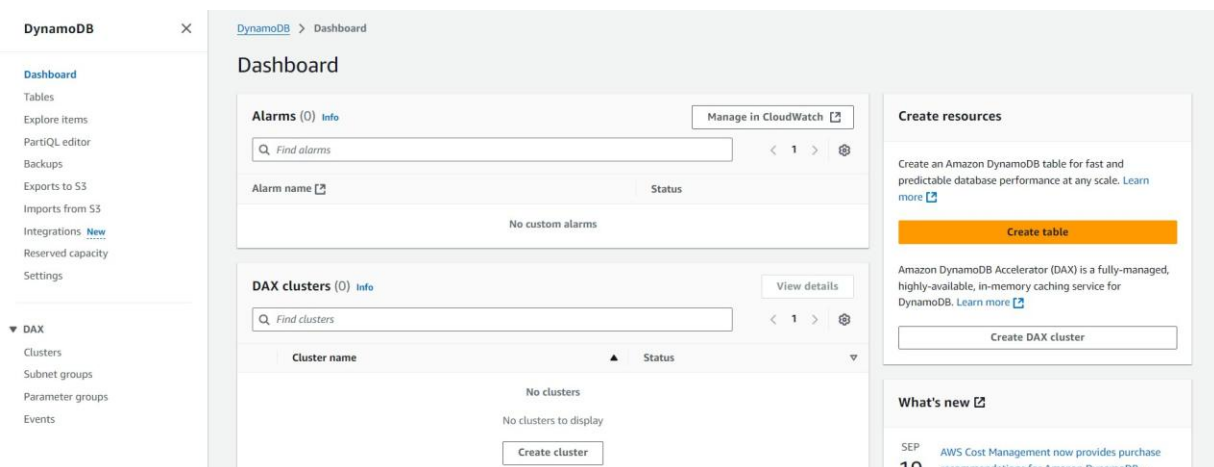 DynamoDB
Dashboard
Tables
Explore items
PartiQL editor
Backups
Exports to S3
Imports from S3
Integrations New
Reserved capacity
Settings
DAX
Clusters
Subnet groups
Parameter groups
Events
DynamoDB > Dashboard
Dashboard
Alarms (0) Info
Manage in CloudWatch
Find alarms
1
Alarm name
Status
No custom alarms
DAX clusters (0) Info
View details
Find clusters
1
Cluster name
Status
No clusters
No clusters to display
Create cluster
Create resources
Create an Amazon DynamoDB table for fast and
predictable database performance at any scale. Learn
more
Create table
Amazon DynamoDB Accelerator (DAX) is a fully-managed,
highly-available, in-memory caching service for
DynamoDB. Learn more
Create DAX cluster
What's new
SEP
AWS Cost Management now provides purchase